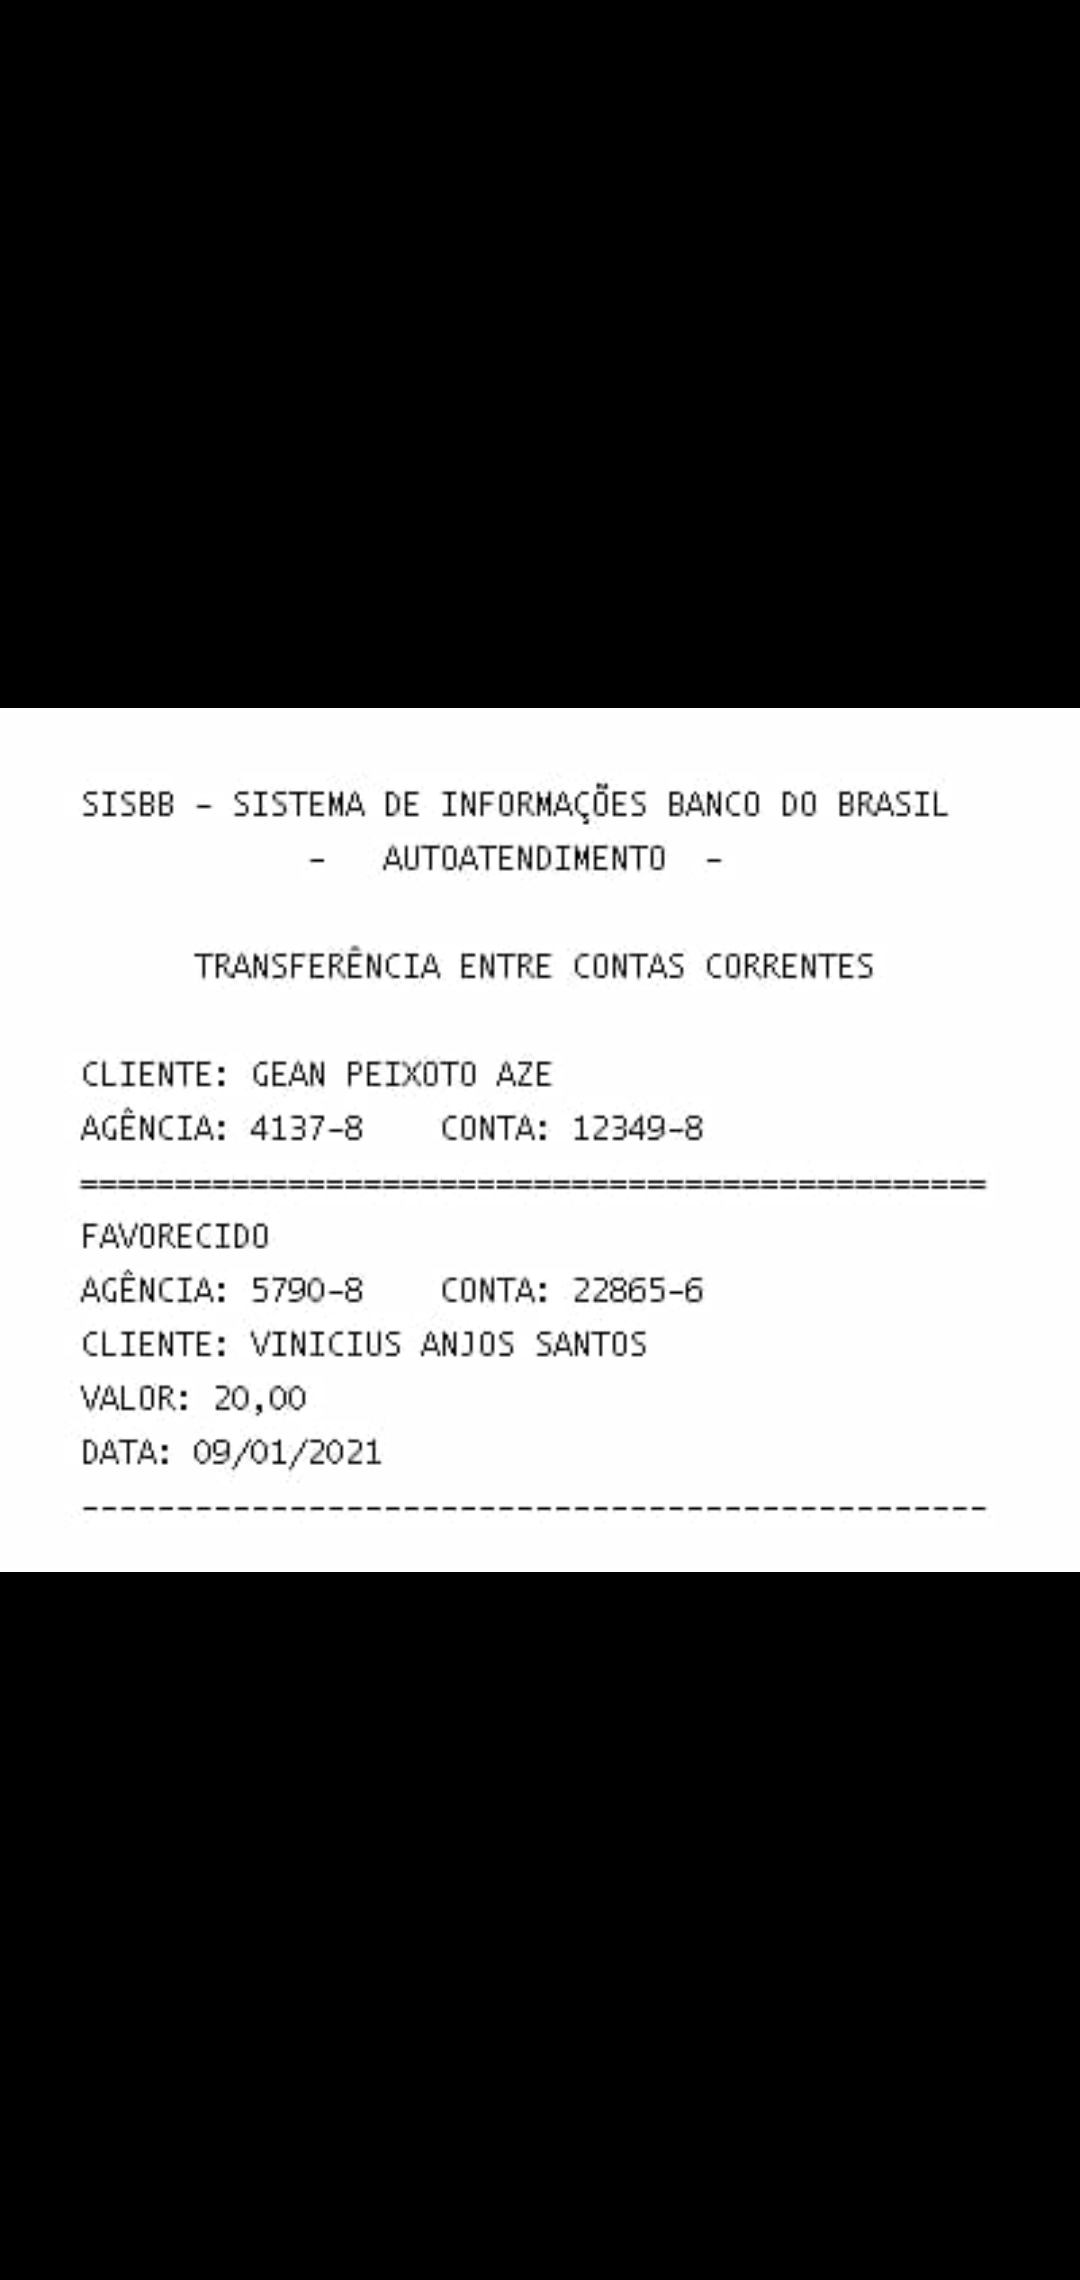 SISBB - SISTEMA DE INFORMAÇÕES BANCO DO BRASIL
- AUTOATENDIMENTO -
TRANSFERÊNCIA ENTRE CONTAS CORRENTES
CLIENTE: GEAN PEIXOTO AZE
AGÊNCIA: 4137-8 CONTA: 12349-8
================================================
FAVORECIDO
AGÊNCIA: 5790-8 CONTA: 22865-6
CLIENTE: VINICIUS ANJOS SANTOS
VALOR: 20,00
DATA: 09/01/2021
------------------------------------------------